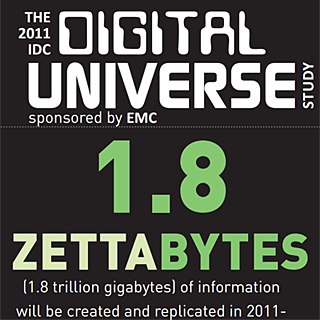 THE
2011
IDC
DIGITAL
UNIVERSE
STUDY
sponsored by EMC
1.8
ZETTABYTES
(1.8 trillion gigabytes) of information
will be created and replicated in 2011-